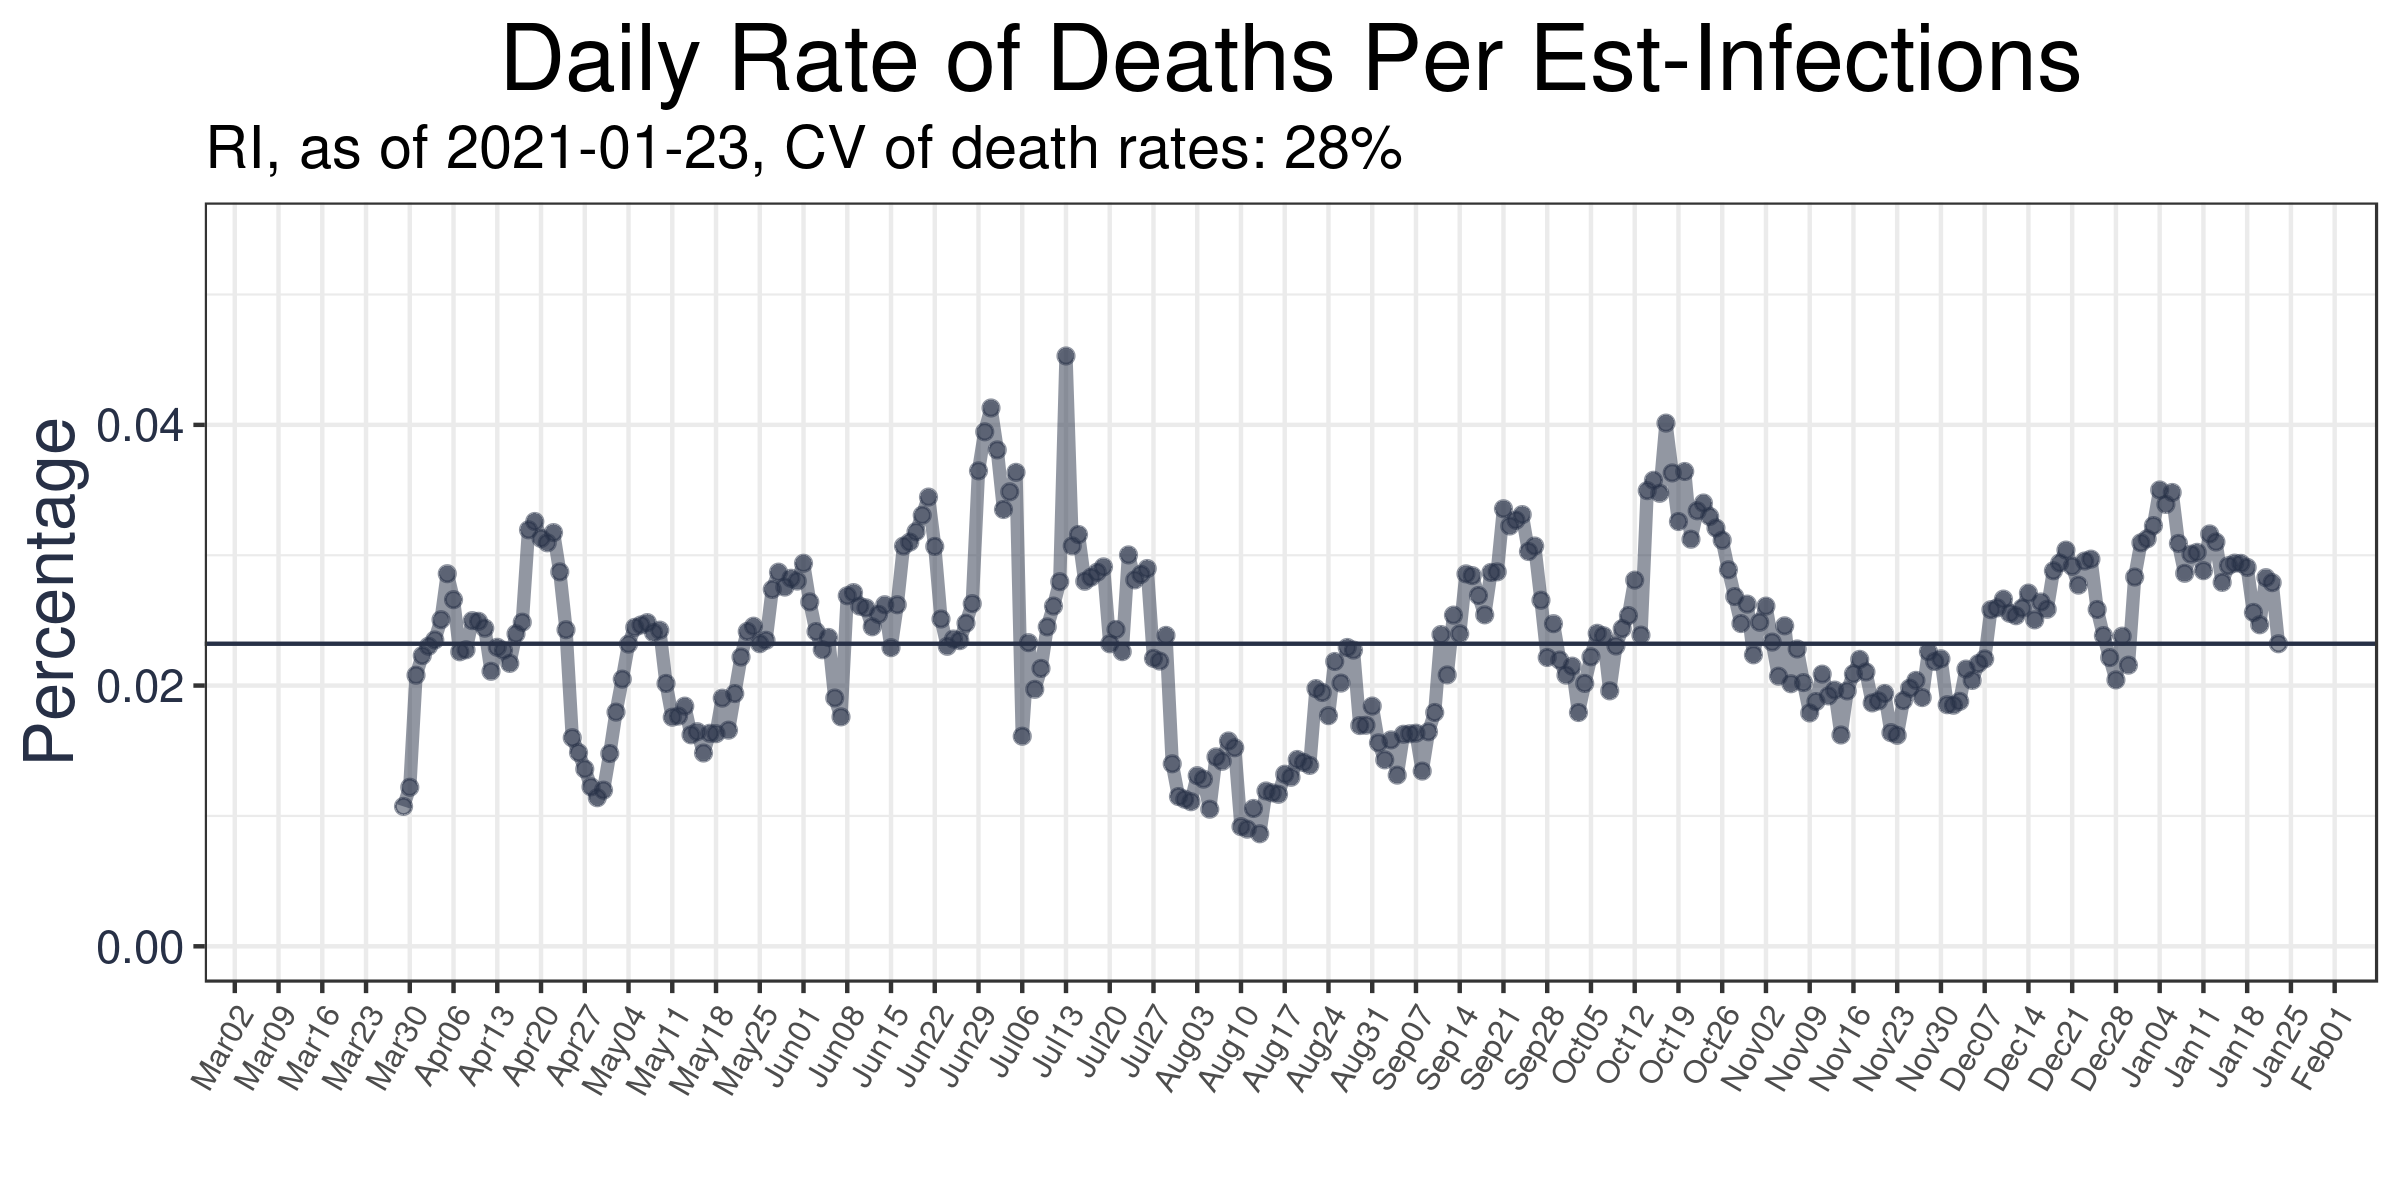 Daily Rate of Deaths Per Est-Infections
RI, as of 2021-01-23, CV of death rates: 28%
Percentage
0.04
0.02
0.00
Mar02 Mar09 Mar16 Mar23 Mar30 Apr06 Apr13 Apr20 Apr27 May04 May11 May18 May25 Jun01 Jun08 Jun15 Jun22 Jun29 Jul06 Jul13 Jul20 Jul27 Aug03 Aug10 Aug17 Aug24 Aug31 Sep07 Sep14 Sep21 Sep28 Oct05 Oct12 Oct19 Oct26 Nov02 Nov09 Nov16 Nov23 Nov30 Dec07 Dec14 Dec21 Dec28 Jan04 Jan11 Jan18 Jan25 Feb01